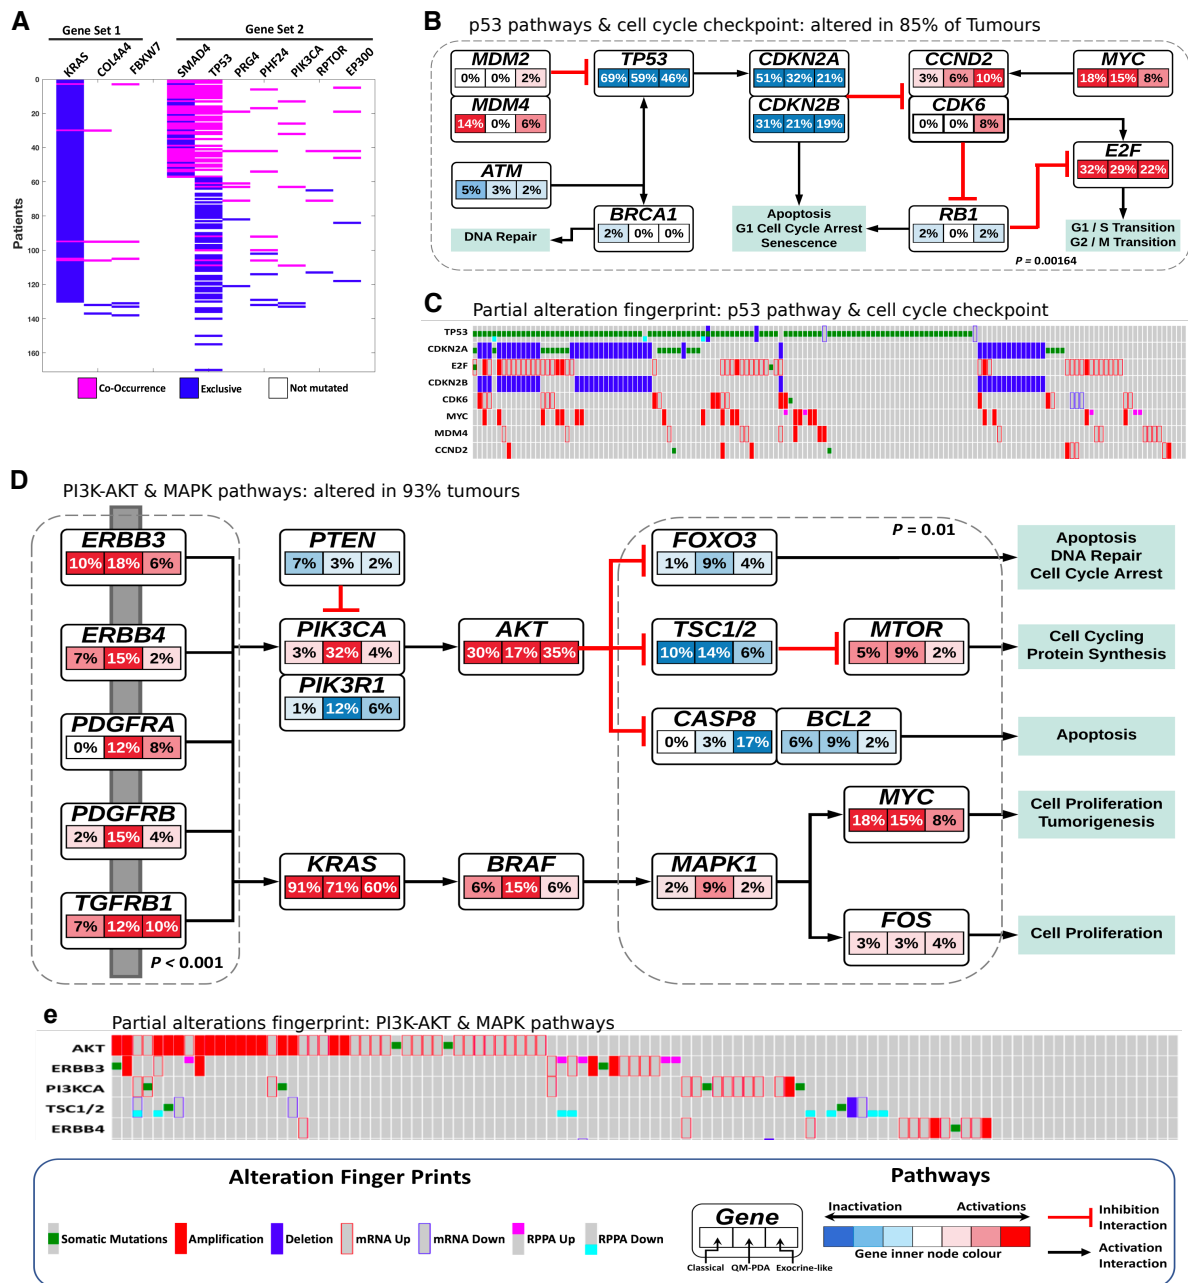 A
Gene Set 1
Gene Set 2
KRAS
COL4A4
FBXW7
SMAD4
TP53
PRG4
PHF24
PIK3CA
RPTOR
EP300
Patients
0
20
40
60
80
100
120
140
160
Co-Occurrence
Exclusive
Not mutated
B
p53 pathways & cell cycle checkpoint: altered in 85% of Tumours
MDM2
0% 0% 2%
MDM4
14% 0% 6%
TP53
69% 59% 46%
CDKN2A
51% 32% 21%
CDKN2B
31% 21% 19%
CCND2
3% 6% 10%
CDK6
0% 0% 8%
MYC
18% 15% 8%
E2F
32% 29% 22%
ATM
5% 3% 2%
BRCA1
2% 0% 0%
RB1
2% 0% 2%
DNA Repair
Apoptosis
G1 Cell Cycle Arrest
Senescence
G1 / S Transition
G2 / M Transition
P = 0.00164
C
Partial alteration fingerprint: p53 pathway & cell cycle checkpoint
TP53
CDKN2A
E2F
CDKN2B
CDK6
MYC
MDM4
CCND2
D
PI3K-AKT & MAPK pathways: altered in 93% tumours
ERBB3
10% 18% 6%
ERBB4
7% 15% 2%
PDGFRA
0% 12% 8%
PDGFRB
2% 15% 4%
TGFRB1
7% 12% 10%
P < 0.001
PTEN
7% 3% 2%
PIK3CA
3% 32% 4%
PIK3R1
1% 12% 6%
AKT
30% 17% 35%
KRAS
91% 71% 60%
BRAF
6% 15% 6%
P = 0.01
FOXO3
1% 9% 4%
TSC1/2
10% 14% 6%
MTOR
5% 9% 2%
CASP8
0% 3% 17%
BCL2
6% 9% 2%
MYC
18% 15% 8%
MAPK1
2% 9% 2%
FOS
3% 3% 4%
Apoptosis
DNA Repair
Cell Cycle Arrest
Cell Cycling
Protein Synthesis
Apoptosis
Cell Proliferation
Tumorigenesis
Cell Proliferation
e
Partial alterations fingerprint: PI3K-AKT & MAPK pathways
AKT
ERBB3
PI3KCA
TSC1/2
ERBB4
Alteration Finger Prints
Somatic Mutations
Amplification
Deletion
mRNA Up
mRNA Down
RPPA Up
RPPA Down
Pathways
Gene
Classical
QM-PDA
Exocrine-like
Inactivation
Activations
Gene inner node colour
Inhibition
Interaction
Activation
Interaction